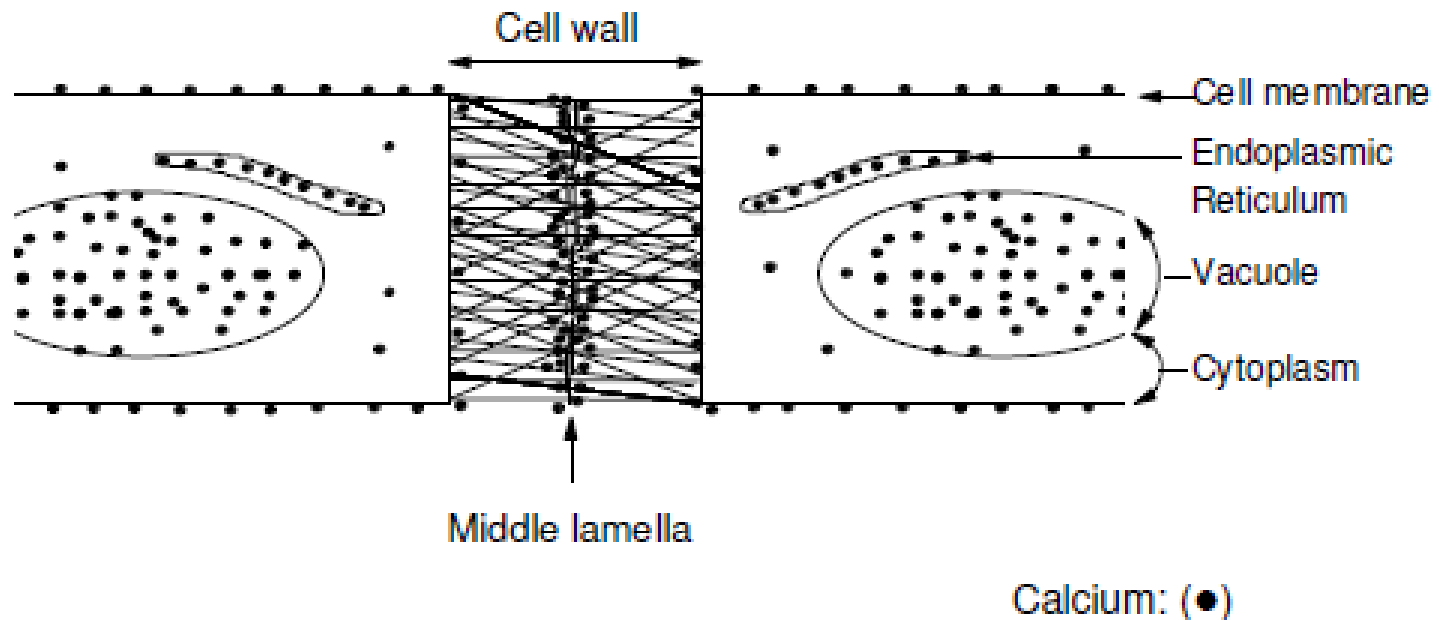 Cell wall
Cell membrane
Endoplasmic
Reticulum
Vacuole
Cytoplasm
Middle lamella
Calcium: (●)